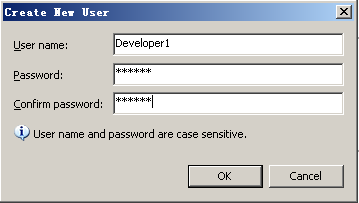 Create New User
User name: Developer1
Password: ******
Confirm password: ******
User name and password are case sensitive.
OK Cancel